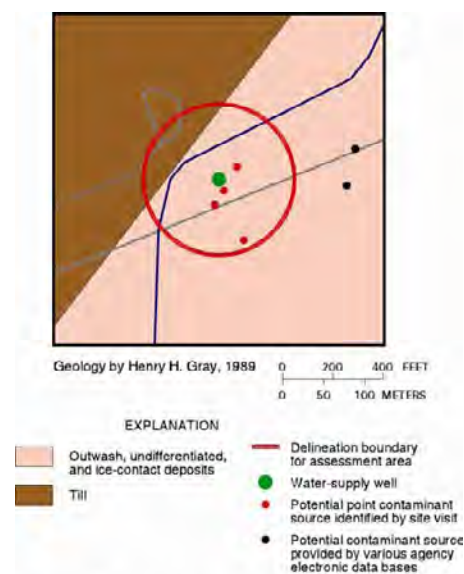 Geology by Henry H. Gray, 1989
0 200 400 FEET
0 50 100 METERS
EXPLANATION
Outwash, undifferentiated,
and ice-contact deposits
Till
Delineation boundary
for assessment area
Water-supply well
Potential point contaminant
source identified by site visit
Potential contaminant source
provided by various agency
electronic data bases